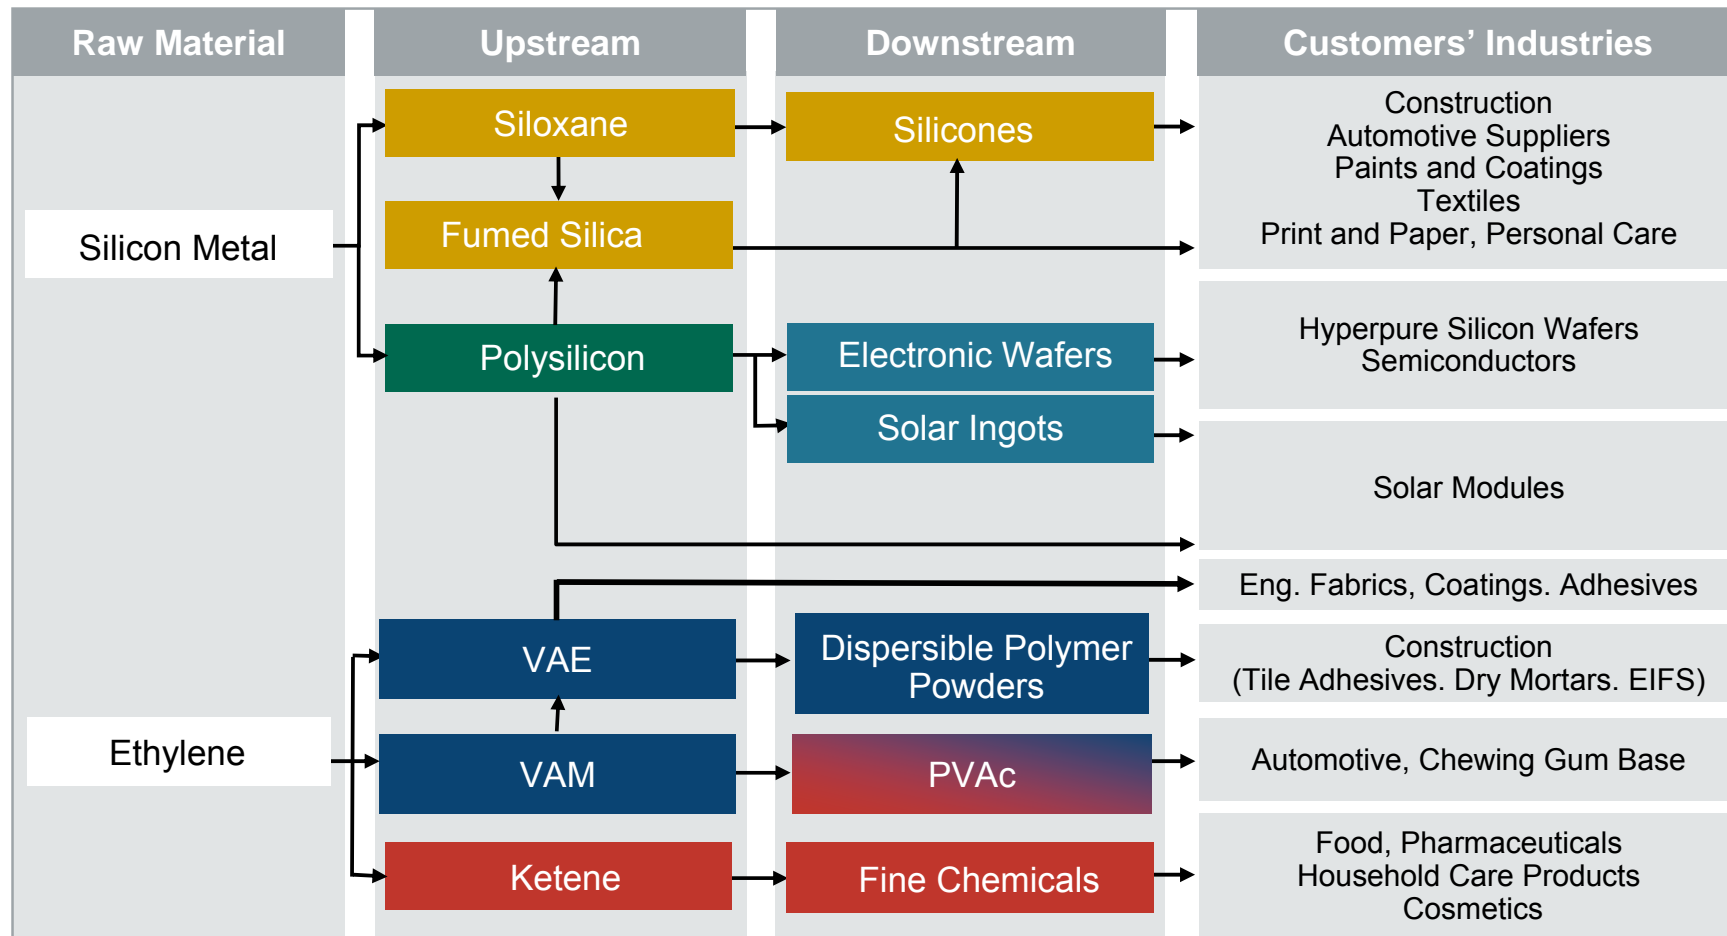 Raw Material
Upstream
Downstream
Customers’ Industries
Silicon Metal
Siloxane
Fumed Silica
Polysilicon
Silicones
Electronic Wafers
Solar Ingots
Construction
Automotive Suppliers
Paints and Coatings
Textiles
Print and Paper, Personal Care
Hyperpure Silicon Wafers
Semiconductors
Solar Modules
Ethylene
VAE
VAM
Ketene
Dispersible Polymer
Powders
PVAc
Fine Chemicals
Eng. Fabrics, Coatings. Adhesives
Construction
(Tile Adhesives. Dry Mortars. EIFS)
Automotive, Chewing Gum Base
Food, Pharmaceuticals
Household Care Products
Cosmetics